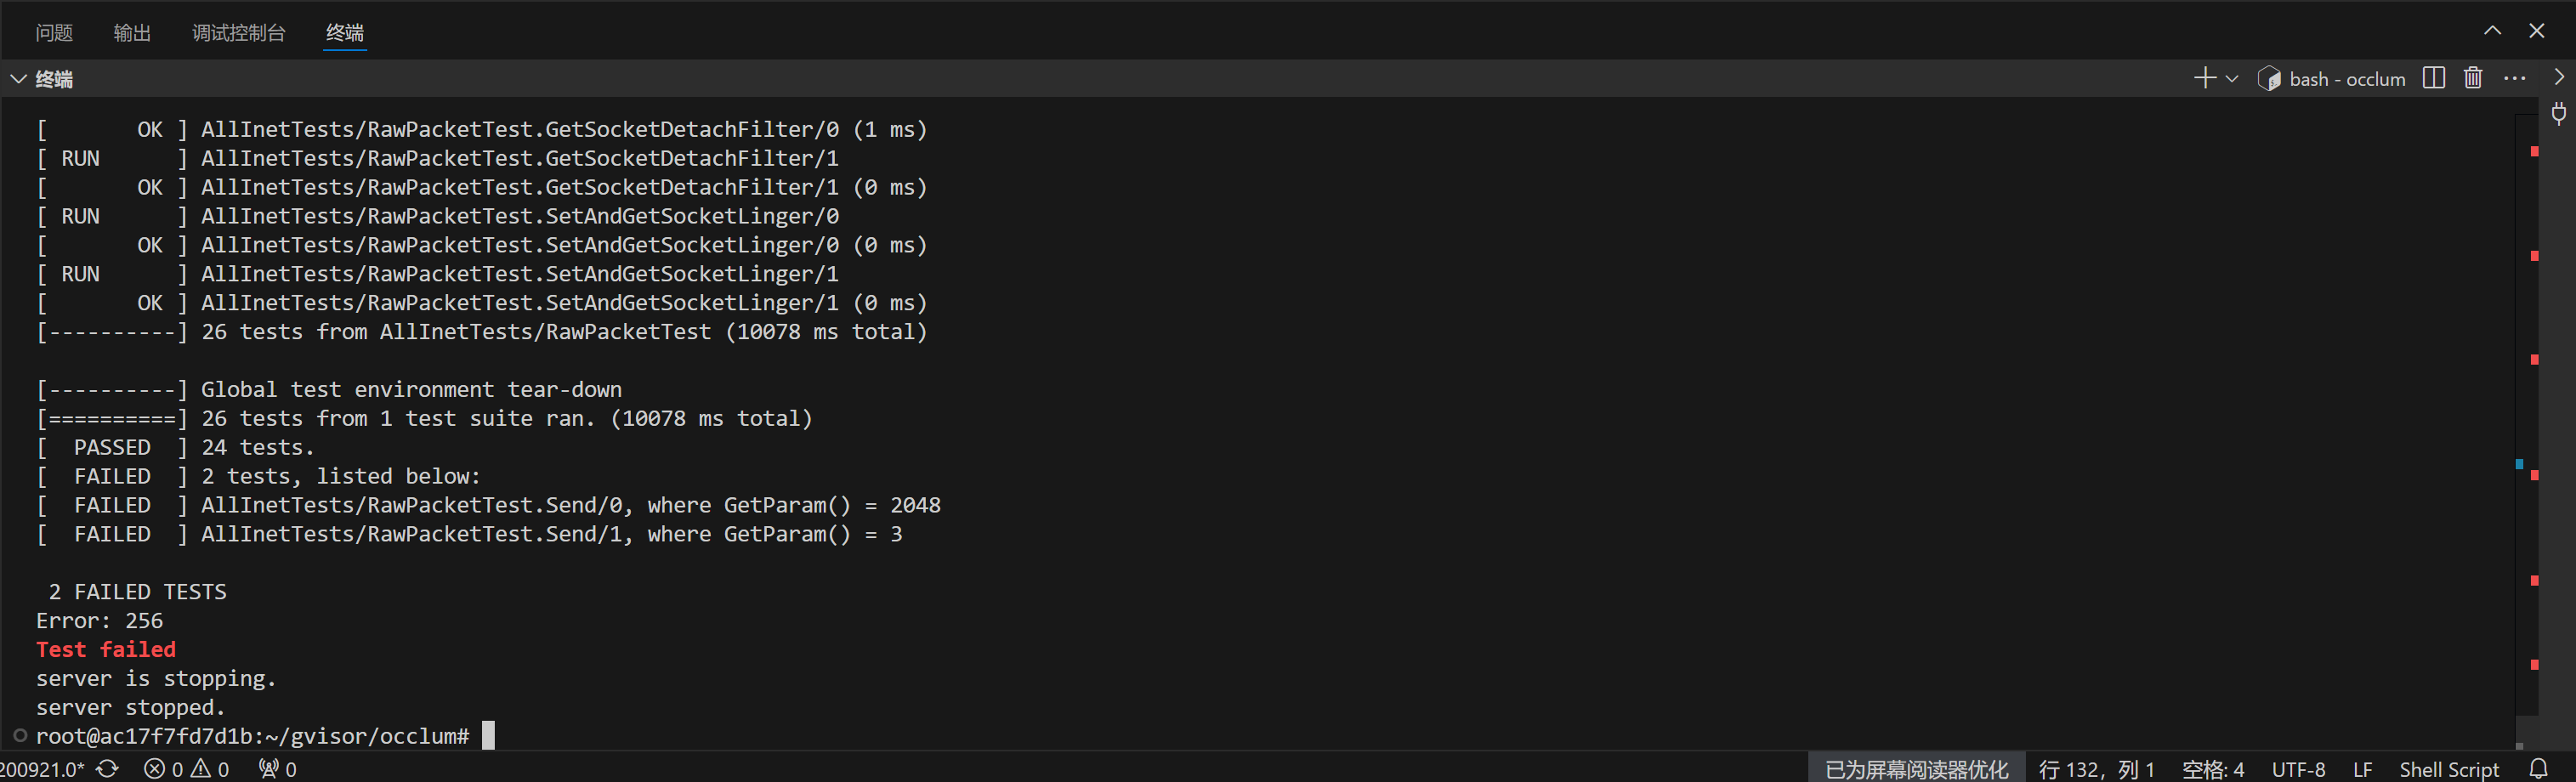 问题 输出 调试控制台 终端
终端 bash - occlum
[       OK ] AllInetTests/RawPacketTest.GetSocketDetachFilter/0 (1 ms)
[ RUN      ] AllInetTests/RawPacketTest.GetSocketDetachFilter/1
[       OK ] AllInetTests/RawPacketTest.GetSocketDetachFilter/1 (0 ms)
[ RUN      ] AllInetTests/RawPacketTest.SetAndGetSocketLinger/0
[       OK ] AllInetTests/RawPacketTest.SetAndGetSocketLinger/0 (0 ms)
[ RUN      ] AllInetTests/RawPacketTest.SetAndGetSocketLinger/1
[       OK ] AllInetTests/RawPacketTest.SetAndGetSocketLinger/1 (0 ms)
[----------] 26 tests from AllInetTests/RawPacketTest (10078 ms total)
[----------] Global test environment tear-down
[==========] 26 tests from 1 test suite ran. (10078 ms total)
[  PASSED  ] 24 tests.
[  FAILED  ] 2 tests, listed below:
[  FAILED  ] AllInetTests/RawPacketTest.Send/0, where GetParam() = 2048
[  FAILED  ] AllInetTests/RawPacketTest.Send/1, where GetParam() = 3
 2 FAILED TESTS
Error: 256
Test failed
server is stopping.
server stopped.
root@ac17f7fd7d1b:~/gvisor/occlum#
200921.0* 0 0 0 已为屏幕阅读器优化 行 132，列 1 空格: 4 UTF-8 LF Shell Script